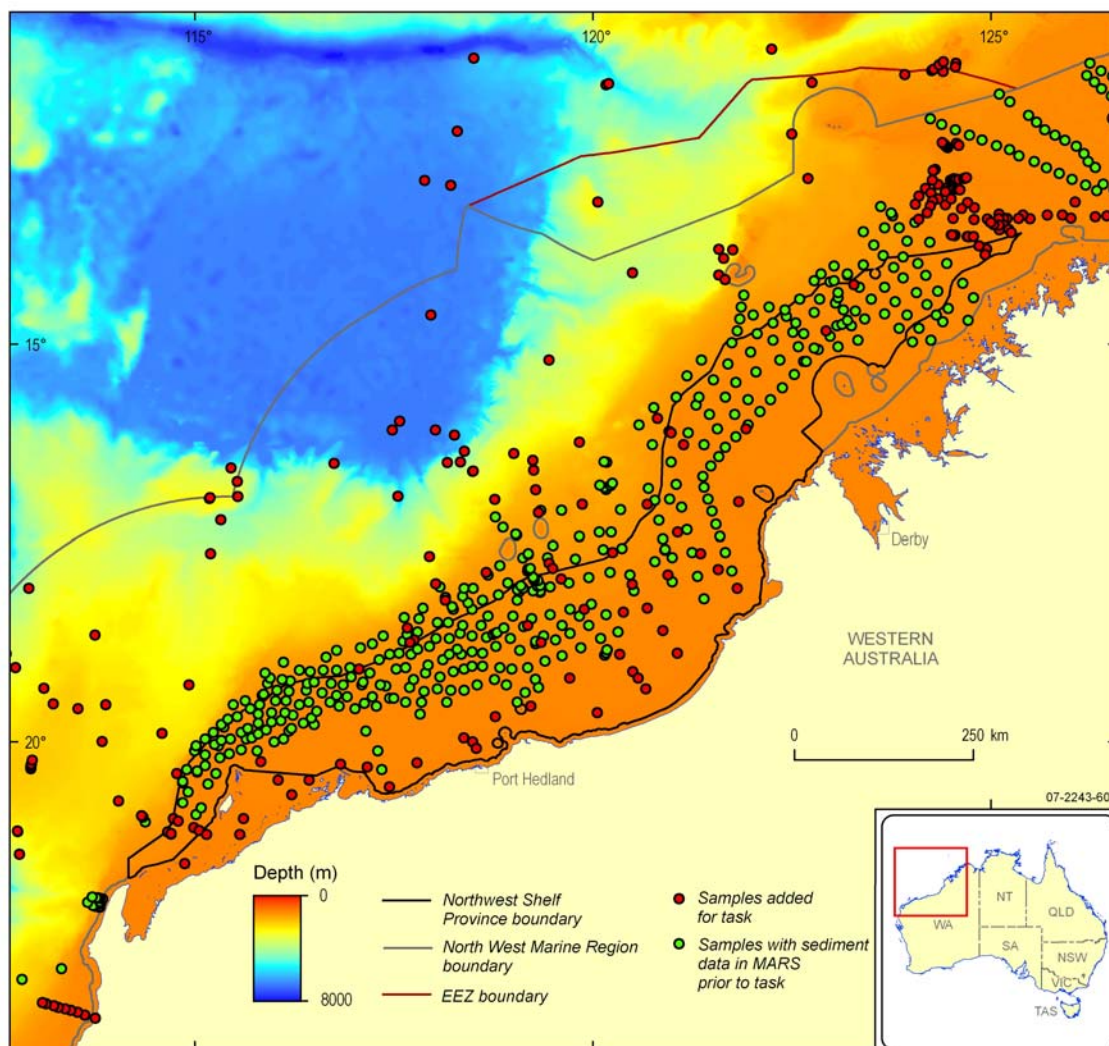 115°
120°
125°
15°
15°
Derby
WESTERN
AUSTRALIA
20°
20°
0
250 km
Port Hedland
07-2243-60
Depth (m)
0
8000
Northwest Shelf
Province boundary
North West Marine Region
boundary
EEZ boundary
Samples added
for task
Samples with sediment
data in MARS
prior to task
WA
NT
SA
QLD
NSW
VIC
TAS